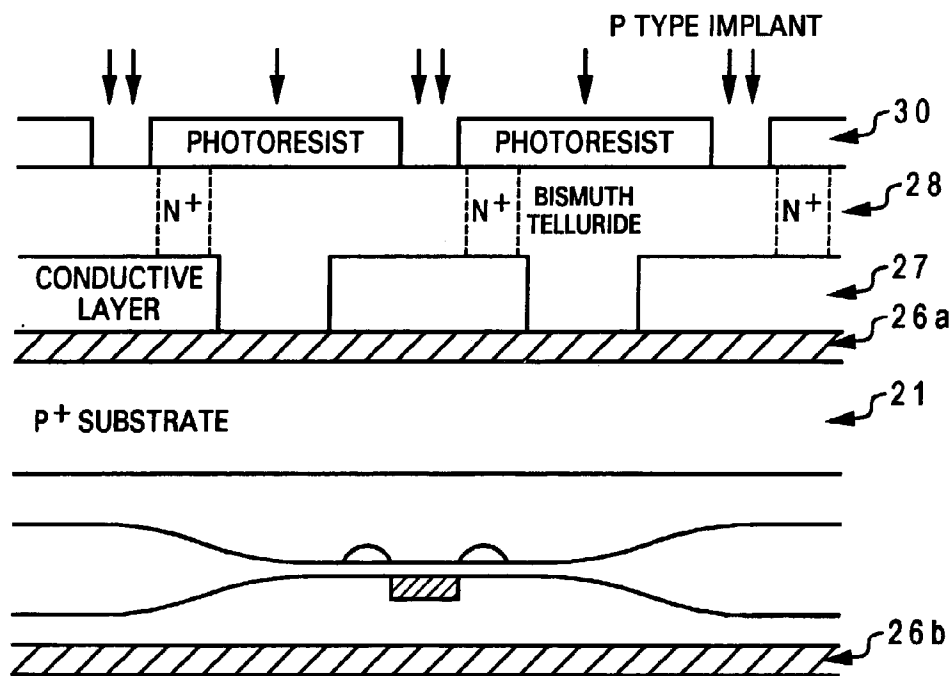 P TYPE IMPLANT
30
PHOTORESIST PHOTORESIST
28
N+ N+ BISMUTH N+
TELLURIDE
27
CONDUCTIVE
LAYER
26a
21
P+ SUBSTRATE
26b